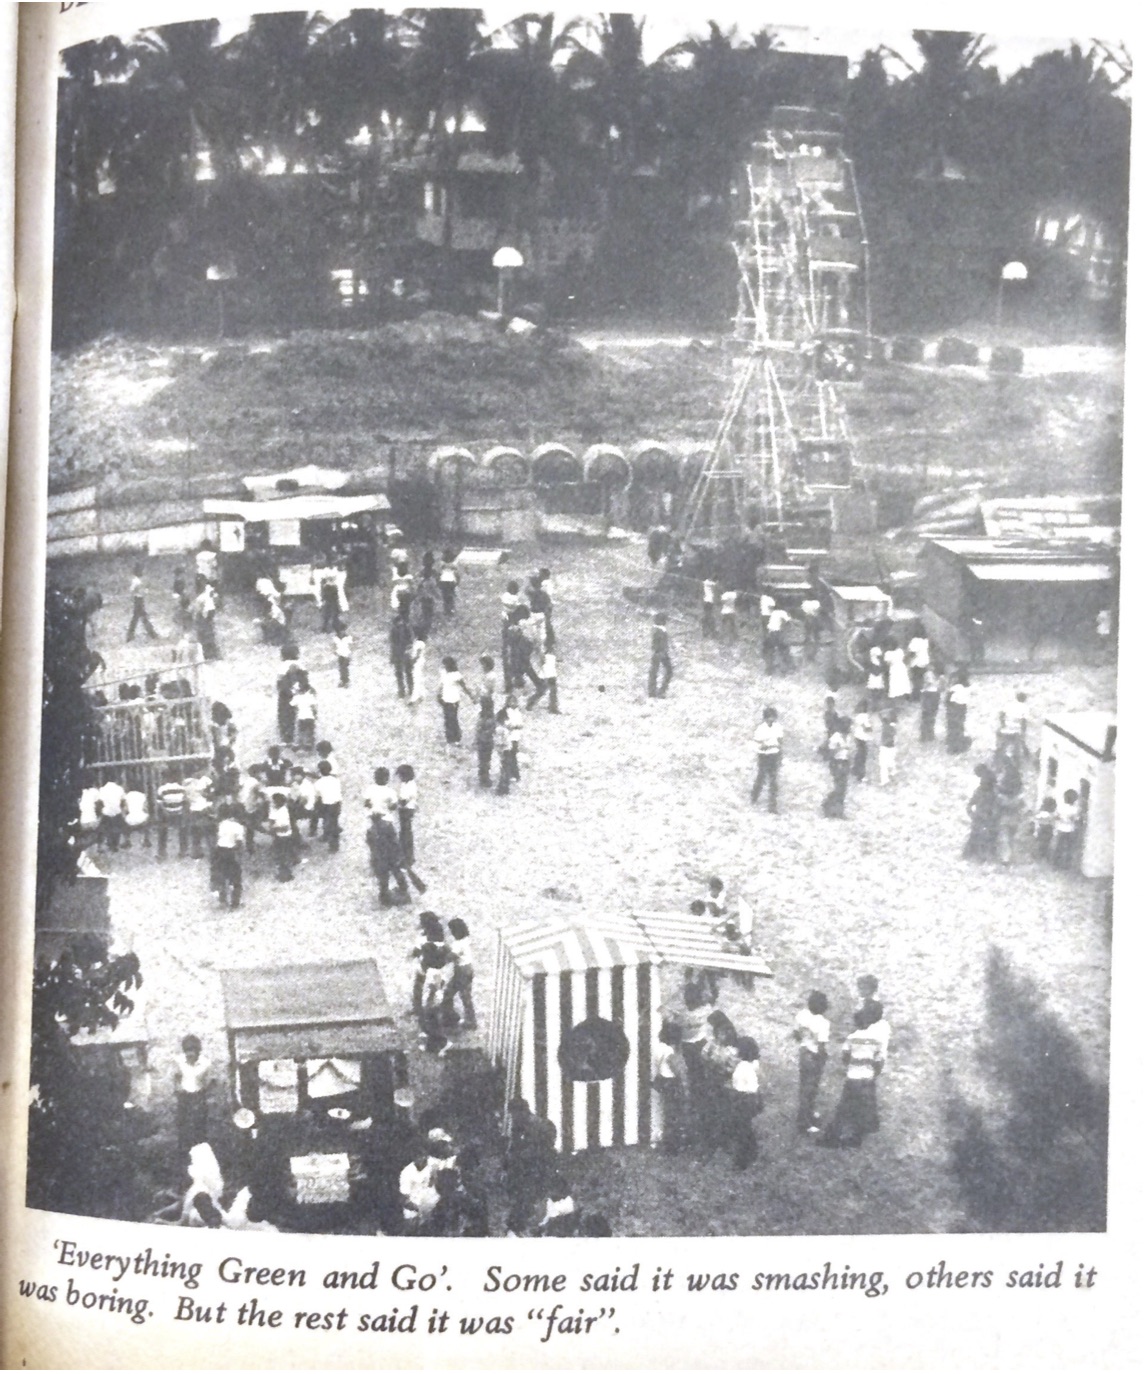 ‘Everything Green and Go’. Some said it was smashing, others said it
was boring. But the rest said it was “fair”.